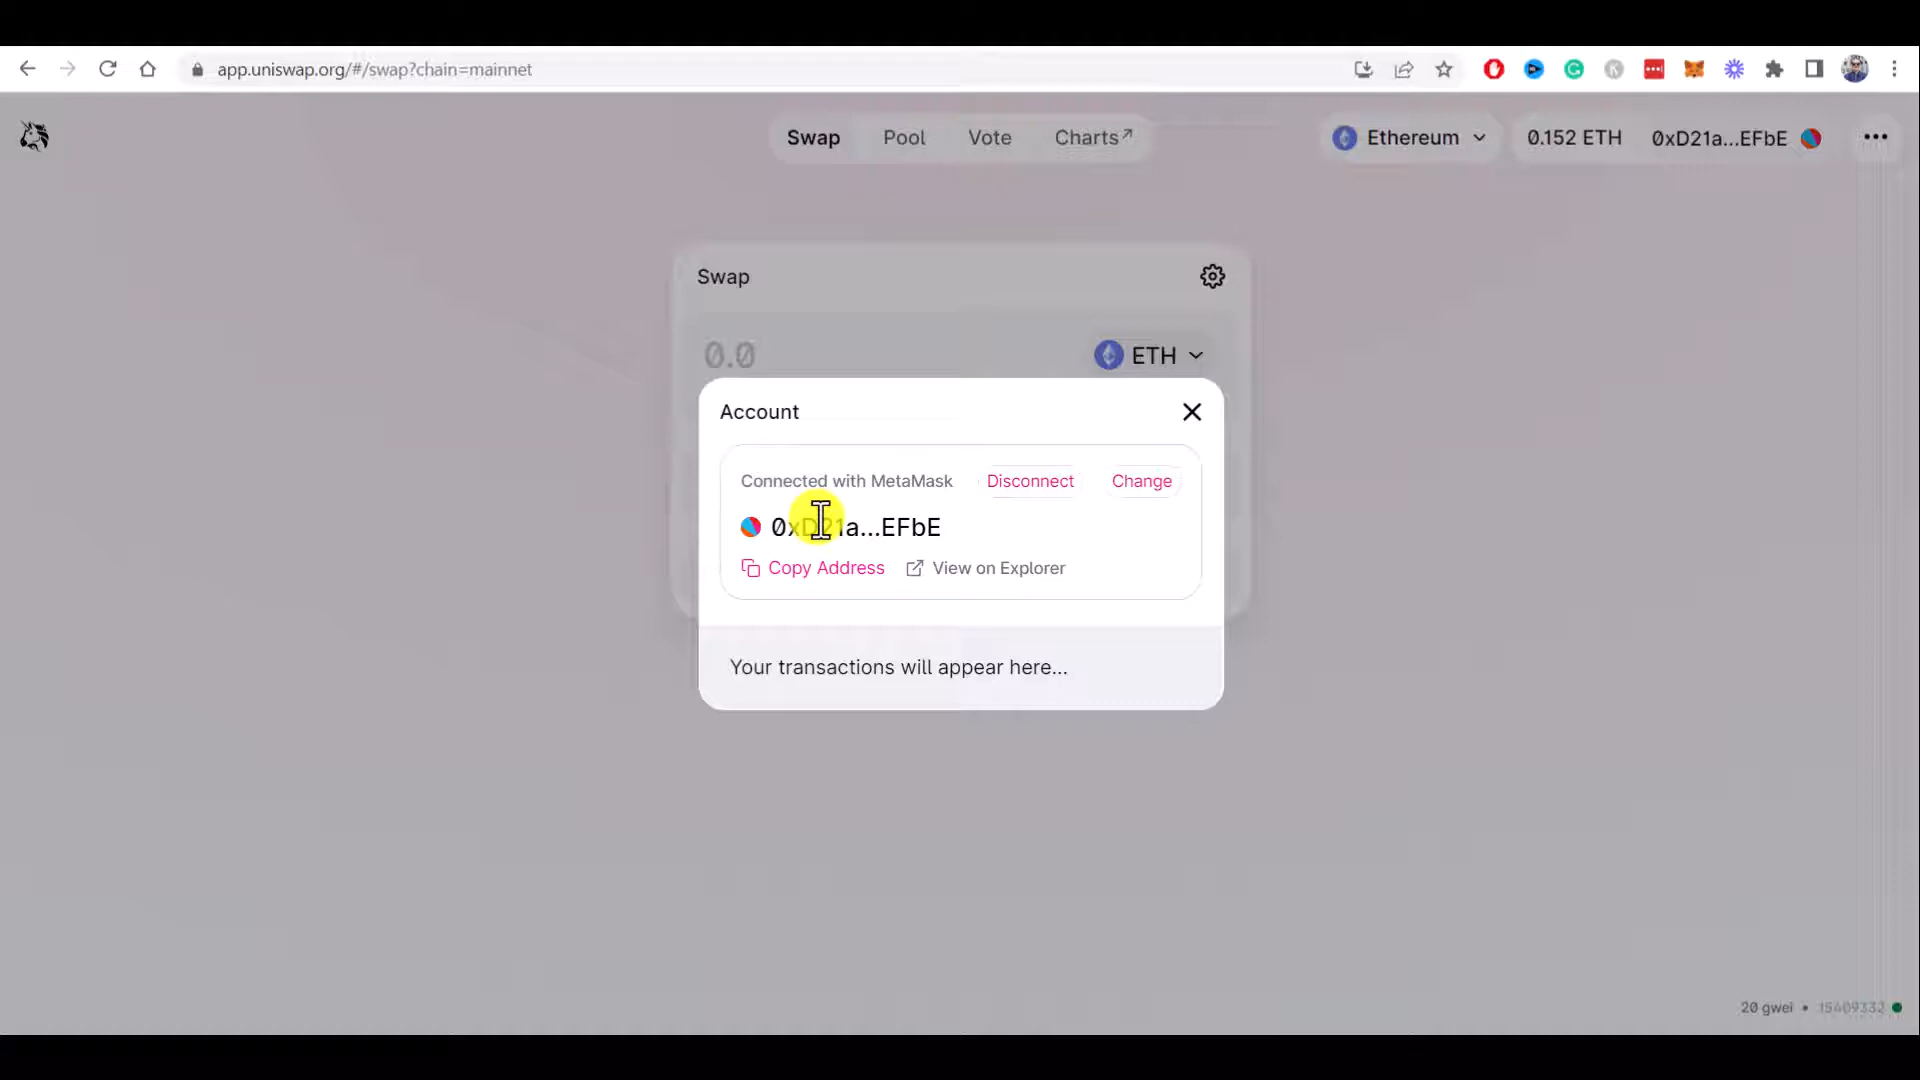 app.uniswap.org/#/swap?chain=mainnet
Swap Pool Vote Charts↗ Ethereum 0.152 ETH 0xD21a...EFbE
Swap
0.0 ETH
Account
Connected with MetaMask Disconnect Change
0xD21a...EFbE
Copy Address View on Explorer
Your transactions will appear here...
20 gwei • 15409332